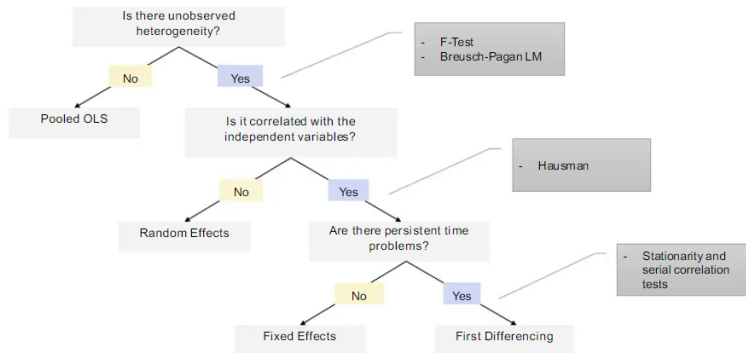 Is there unobserved
heterogeneity?
- F-Test
- Breusch-Pagan LM
No
Yes
Pooled OLS
Is it correlated with the
independent variables?
- Hausman
No
Yes
Random Effects
Are there persistent time
problems?
- Stationarity and
serial correlation
tests
No
Yes
Fixed Effects
First Differencing